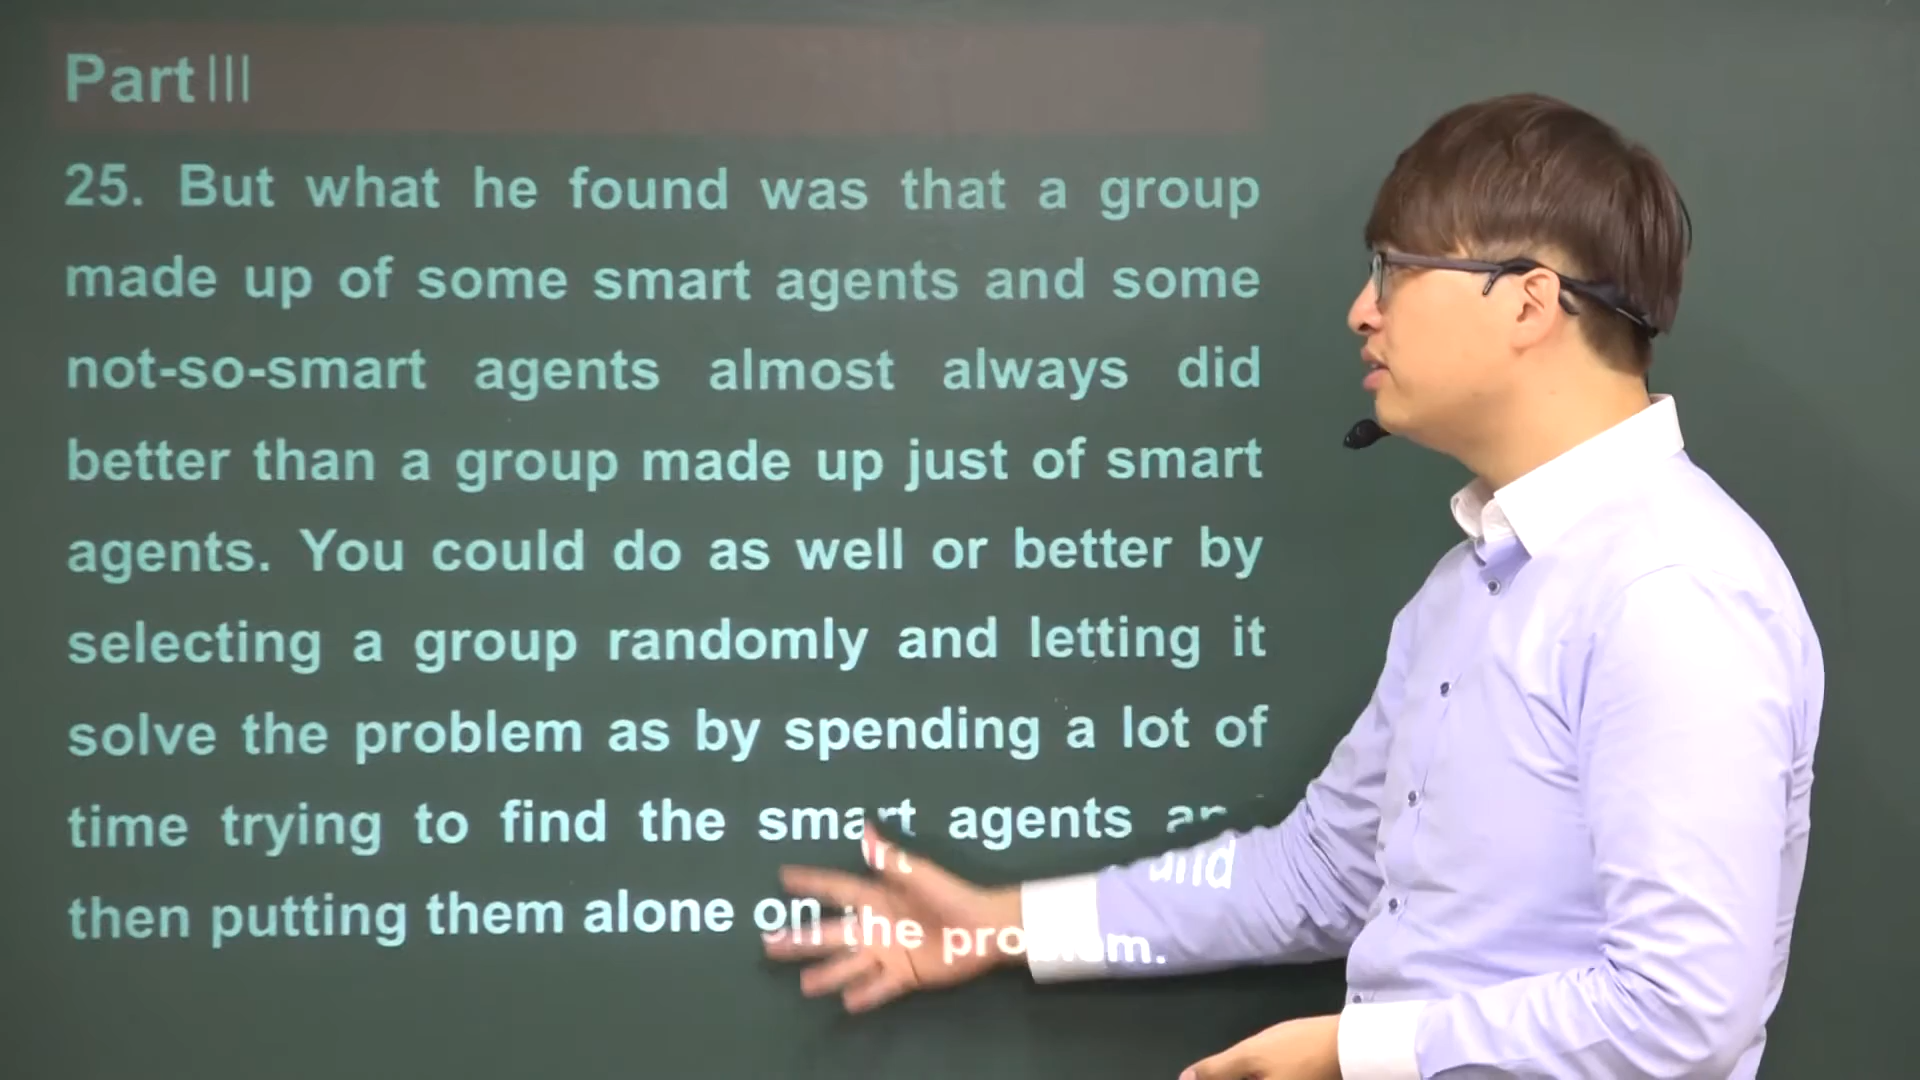 Part III
25. But what he found was that a group
made up of some smart agents and some
not-so-smart agents almost always did
better than a group made up just of smart
agents. You could do as well or better by
selecting a group randomly and letting it
solve the problem as by spending a lot of
time trying to find the smart agents and
then putting them alone on the problem.